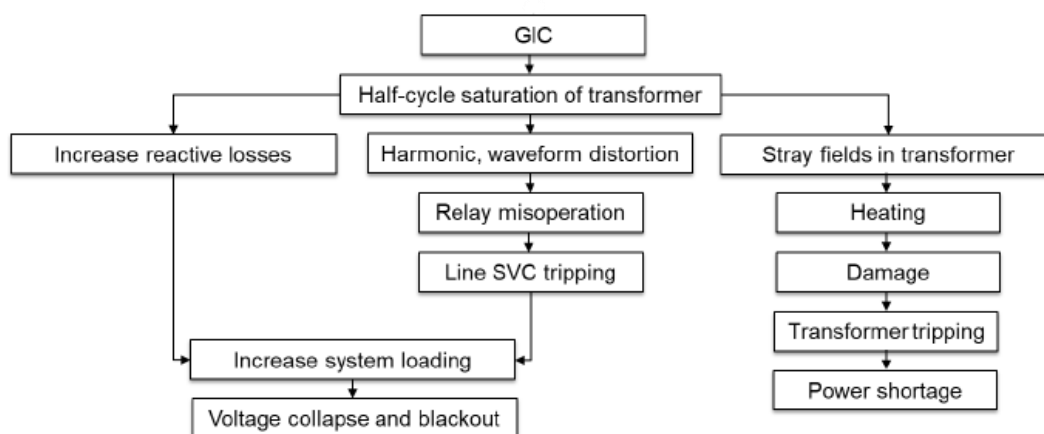 GIC
Half-cycle saturation of transformer
Increase reactive losses
Harmonic, waveform distortion
Stray fields in transformer
Relay misoperation
Heating
Line SVC tripping
Damage
Transformer tripping
Increase system loading
Power shortage
Voltage collapse and blackout